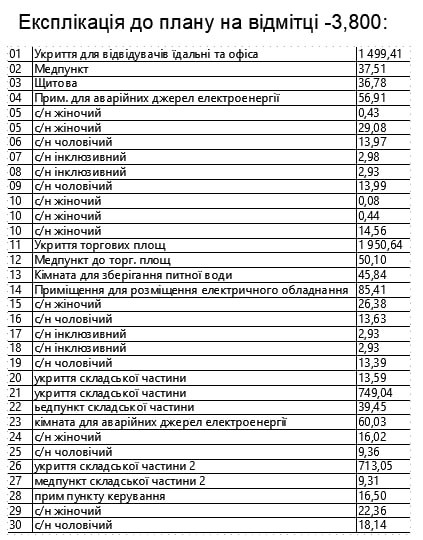 Експлікація до плану на відмітці -3,800:
01 Укриття для відвідувачів їдальні та офіса 1 499,41
02 Медпункт 37,51
03 Щитова 36,78
04 Прим. для аварійних джерел електроенергії 56,91
05 с/н жіночий 0,43
05 с/н жіночий 29,08
06 с/н чоловічий 13,97
07 с/н інклюзивний 2,98
08 с/н інклюзивний 2,93
09 с/н чоловічий 13,99
10 с/н жіночий 0,08
10 с/н жіночий 0,44
10 с/н жіночий 14,56
11 Укриття торгових площ 1 950,64
12 Медпункт до торг. площ 50,10
13 Кімната для зберігання питної води 45,84
14 Приміщення для розміщення електричного обладнання 85,41
15 с/н жіночий 26,38
16 с/н чоловічий 13,63
17 с/н інклюзивний 2,93
18 с/н інклюзивний 2,93
19 с/н чоловічий 13,39
20 укриття складської частини 13,59
21 укриття складської частини 749,04
22 ьедпункт складської частини 39,45
23 кімната для аварійних джерел електроенергії 60,03
24 с/н жіночий 16,02
25 с/н чоловічий 9,36
26 укриття складської частини 2 713,05
27 медпункт складської частини 2 9,31
28 прим пункту керування 16,50
29 с/н жіночий 22,36
30 с/н чоловічий 18,14